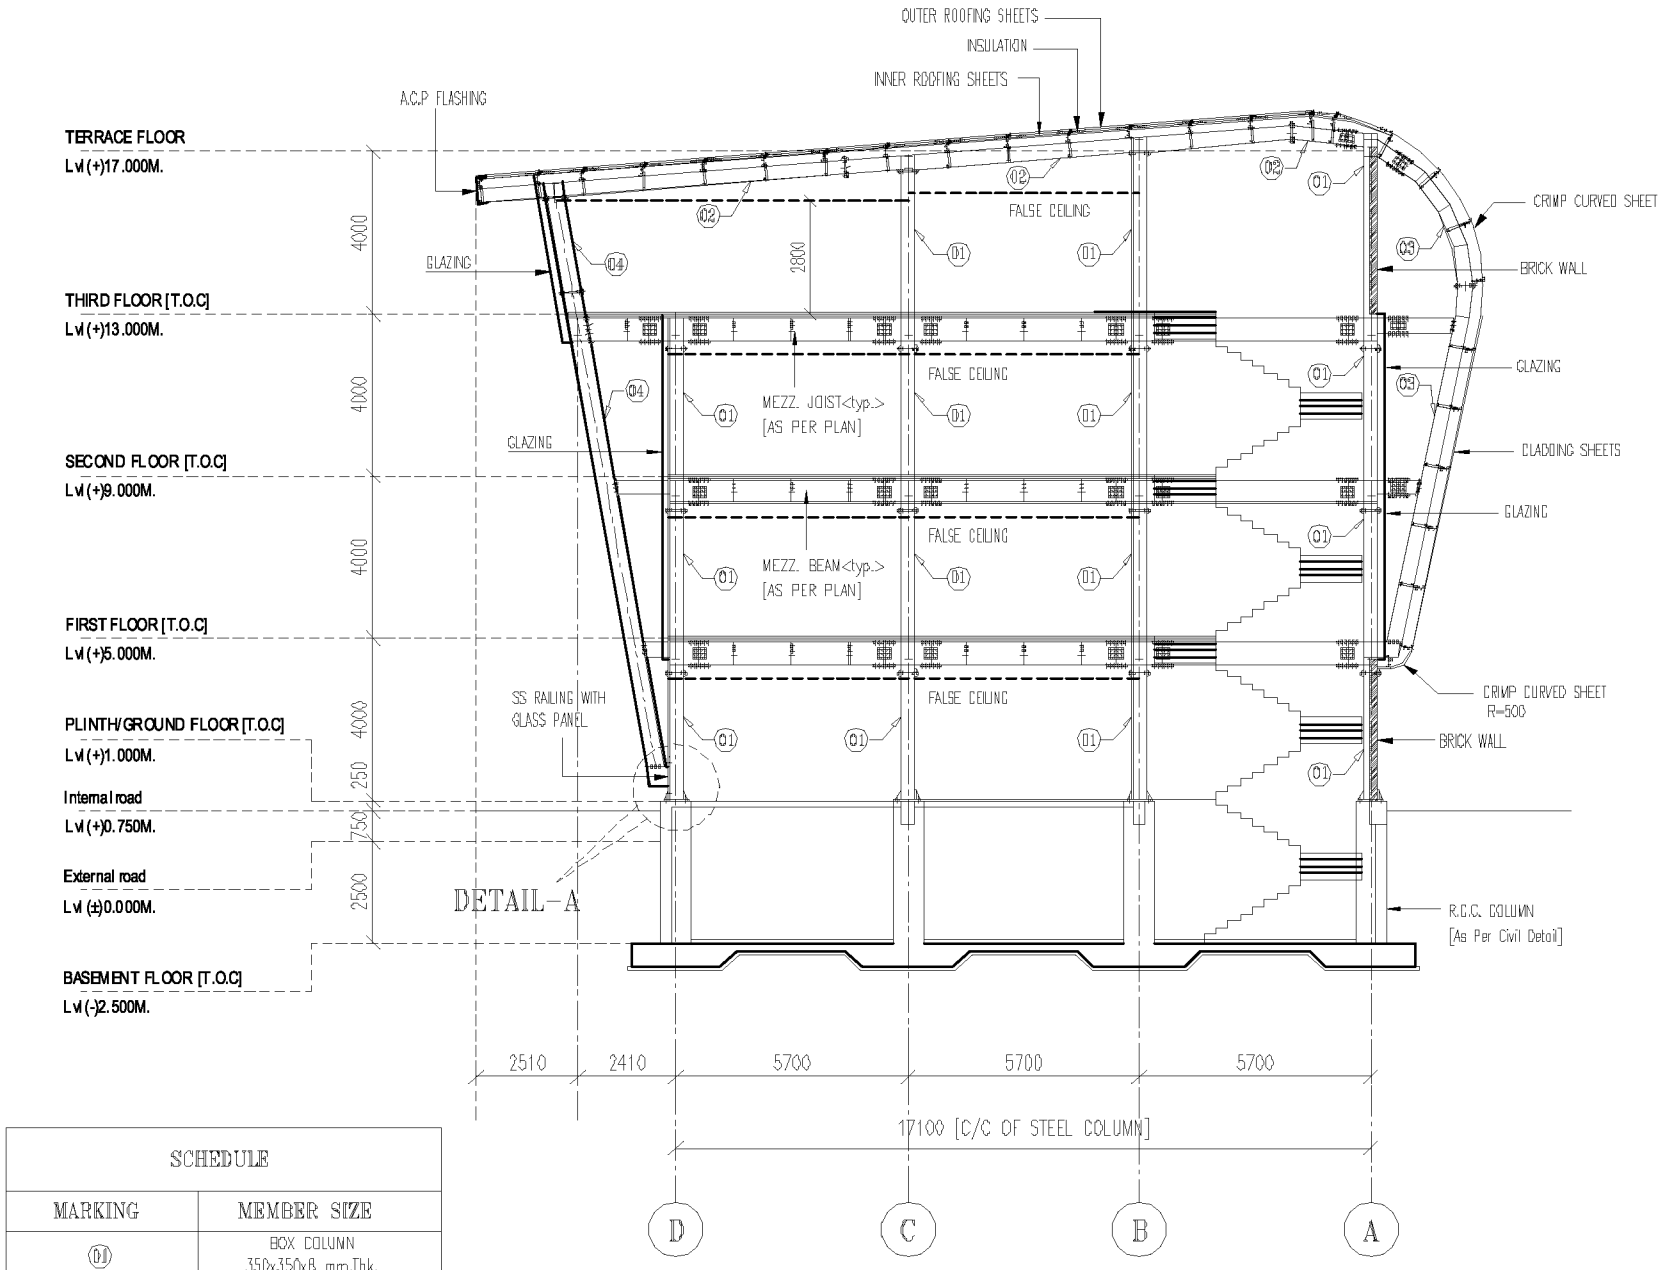 OUTER ROOFING SHEETS
INSULATION
INNER ROOFING SHEETS
A.C.P FLASHING
TERRACE FLOOR
Lvl (+)17.000M.
THIRD FLOOR [T.O.C]
Lvl (+)13.000M.
SECOND FLOOR [T.O.C]
Lvl (+)9.000M.
FIRST FLOOR [T.O.C]
Lvl (+)5.000M.
PLINTH/GROUND FLOOR [T.O.C]
Lvl (+)1.000M.
Internal road
Lvl (+)0.750M.
External road
Lvl (±)0.000M.
BASEMENT FLOOR [T.O.C]
Lvl (-)2.500M.
4000
4000
4000
4000
250
750
2500
GLAZING
04
02
02
02
01
FALSE CEILING
2800
01
01
CRIMP CURVED SHEET
03
BRICK WALL
GLAZING
04
01
FALSE CEILING
MEZZ. JOIST<typ.>
[AS PER PLAN]
01
01
01
03
GLAZING
CLADDING SHEETS
FALSE CEILING
MEZZ. BEAM<typ.>
[AS PER PLAN]
01
01
01
01
GLAZING
FALSE CEILING
SS RAILING WITH
GLASS PANEL
01
01
01
01
CRIMP CURVED SHEET
R=500
BRICK WALL
DETAIL-A
R.C.C. COLUMN
[As Per Civil Detail]
2510
2410
5700
5700
5700
17100 [C/C OF STEEL COLUMN]
D
C
B
A
SCHEDULE
MARKING
MEMBER SIZE
01
BOX COLUMN
350x350x8 mm.Thk.